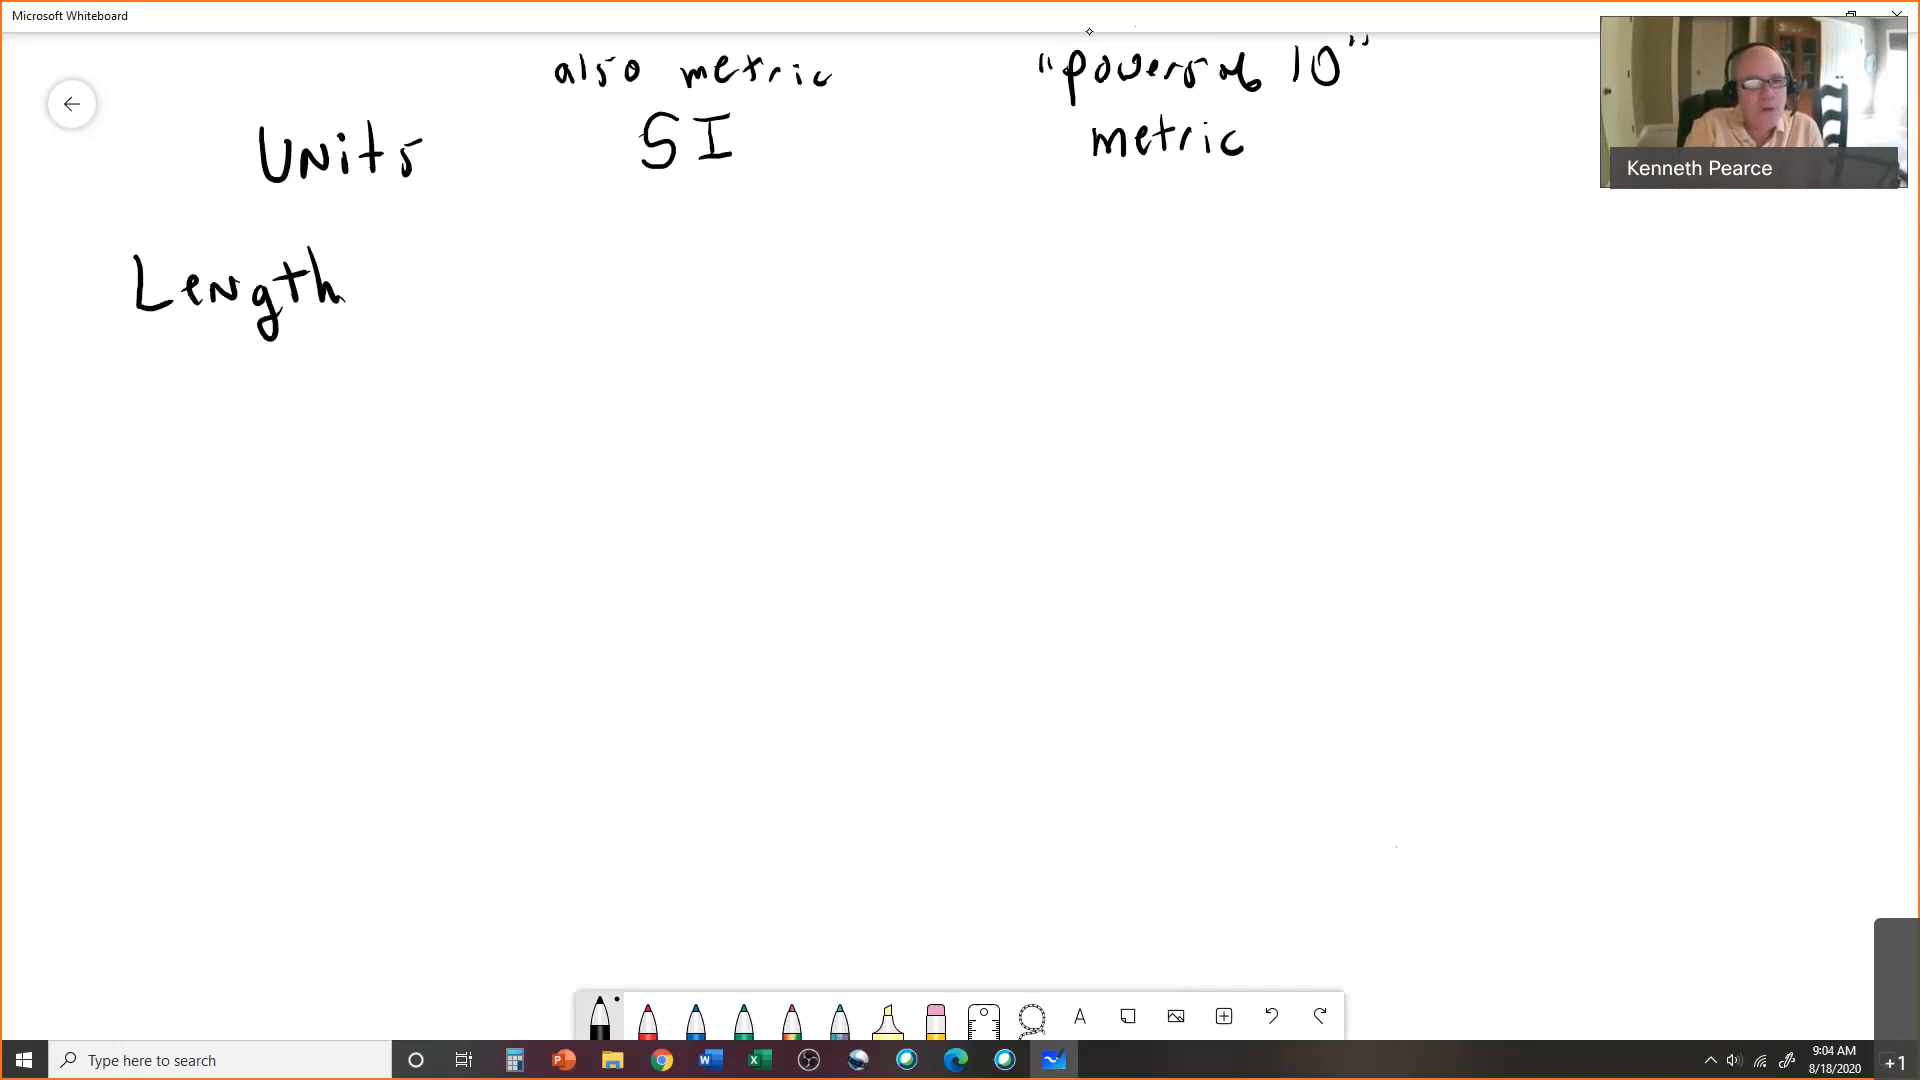 Microsoft Whiteboard
also metric
"powers of 10"
Units
SI
metric
Kenneth Pearce
Length
A
Type here to search
9:04 AM
8/18/2020
+1